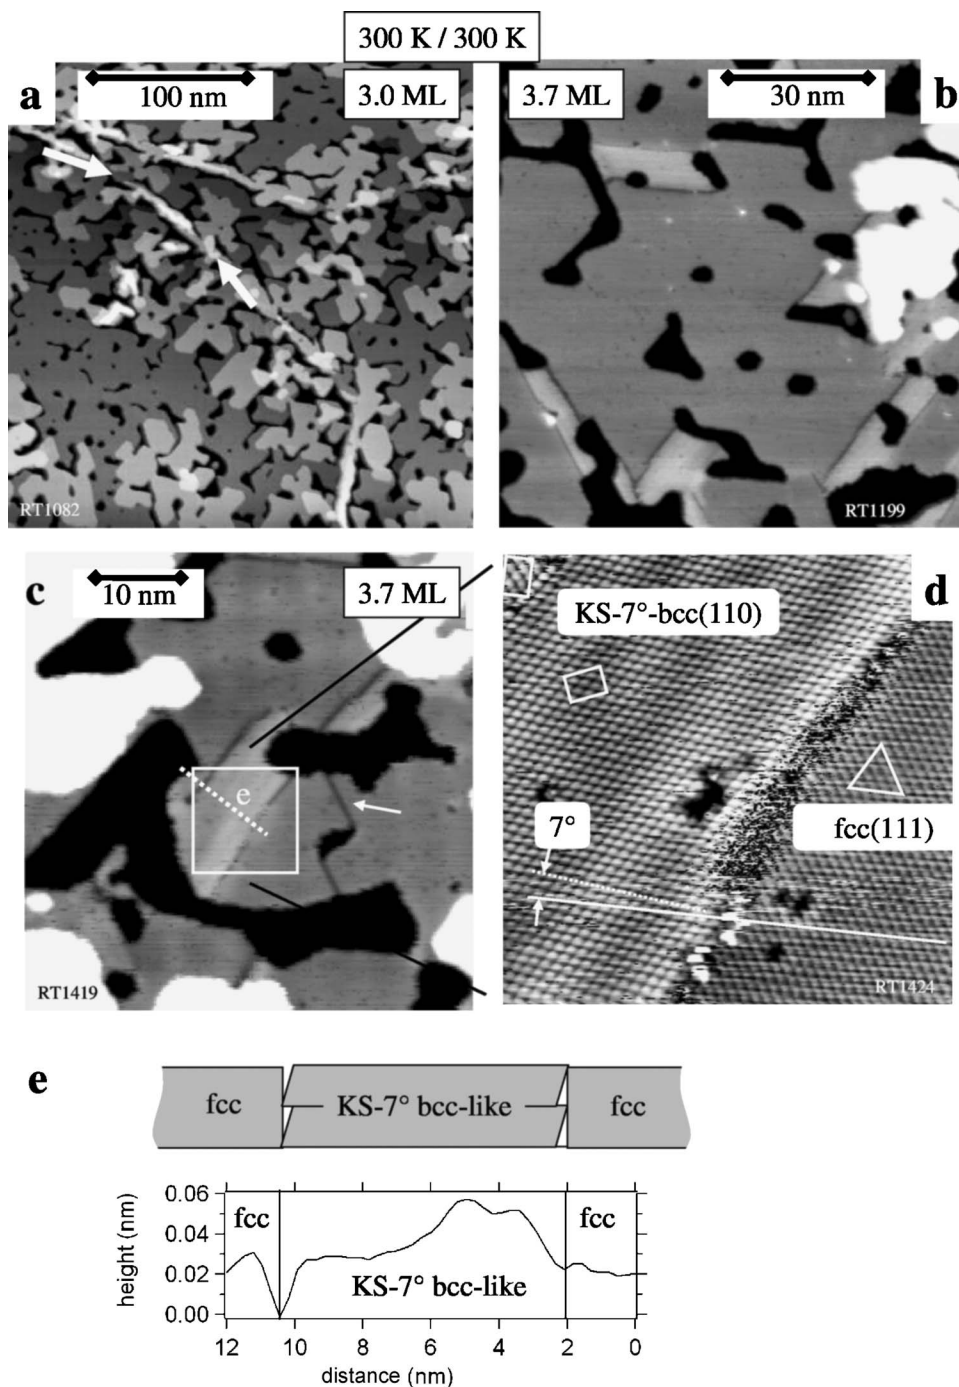 300 K / 300 K
a
100 nm
3.0 ML
3.7 ML
30 nm
b
RT1082
RT1199
c
10 nm
3.7 ML
d
KS-7°-bcc(110)
e
7°
fcc(111)
RT1419
RT1424
e
fcc
KS-7° bcc-like
fcc
0.06
0.04
0.02
0.00
height (nm)
fcc
fcc
KS-7° bcc-like
12
10
8
6
4
2
0
distance (nm)